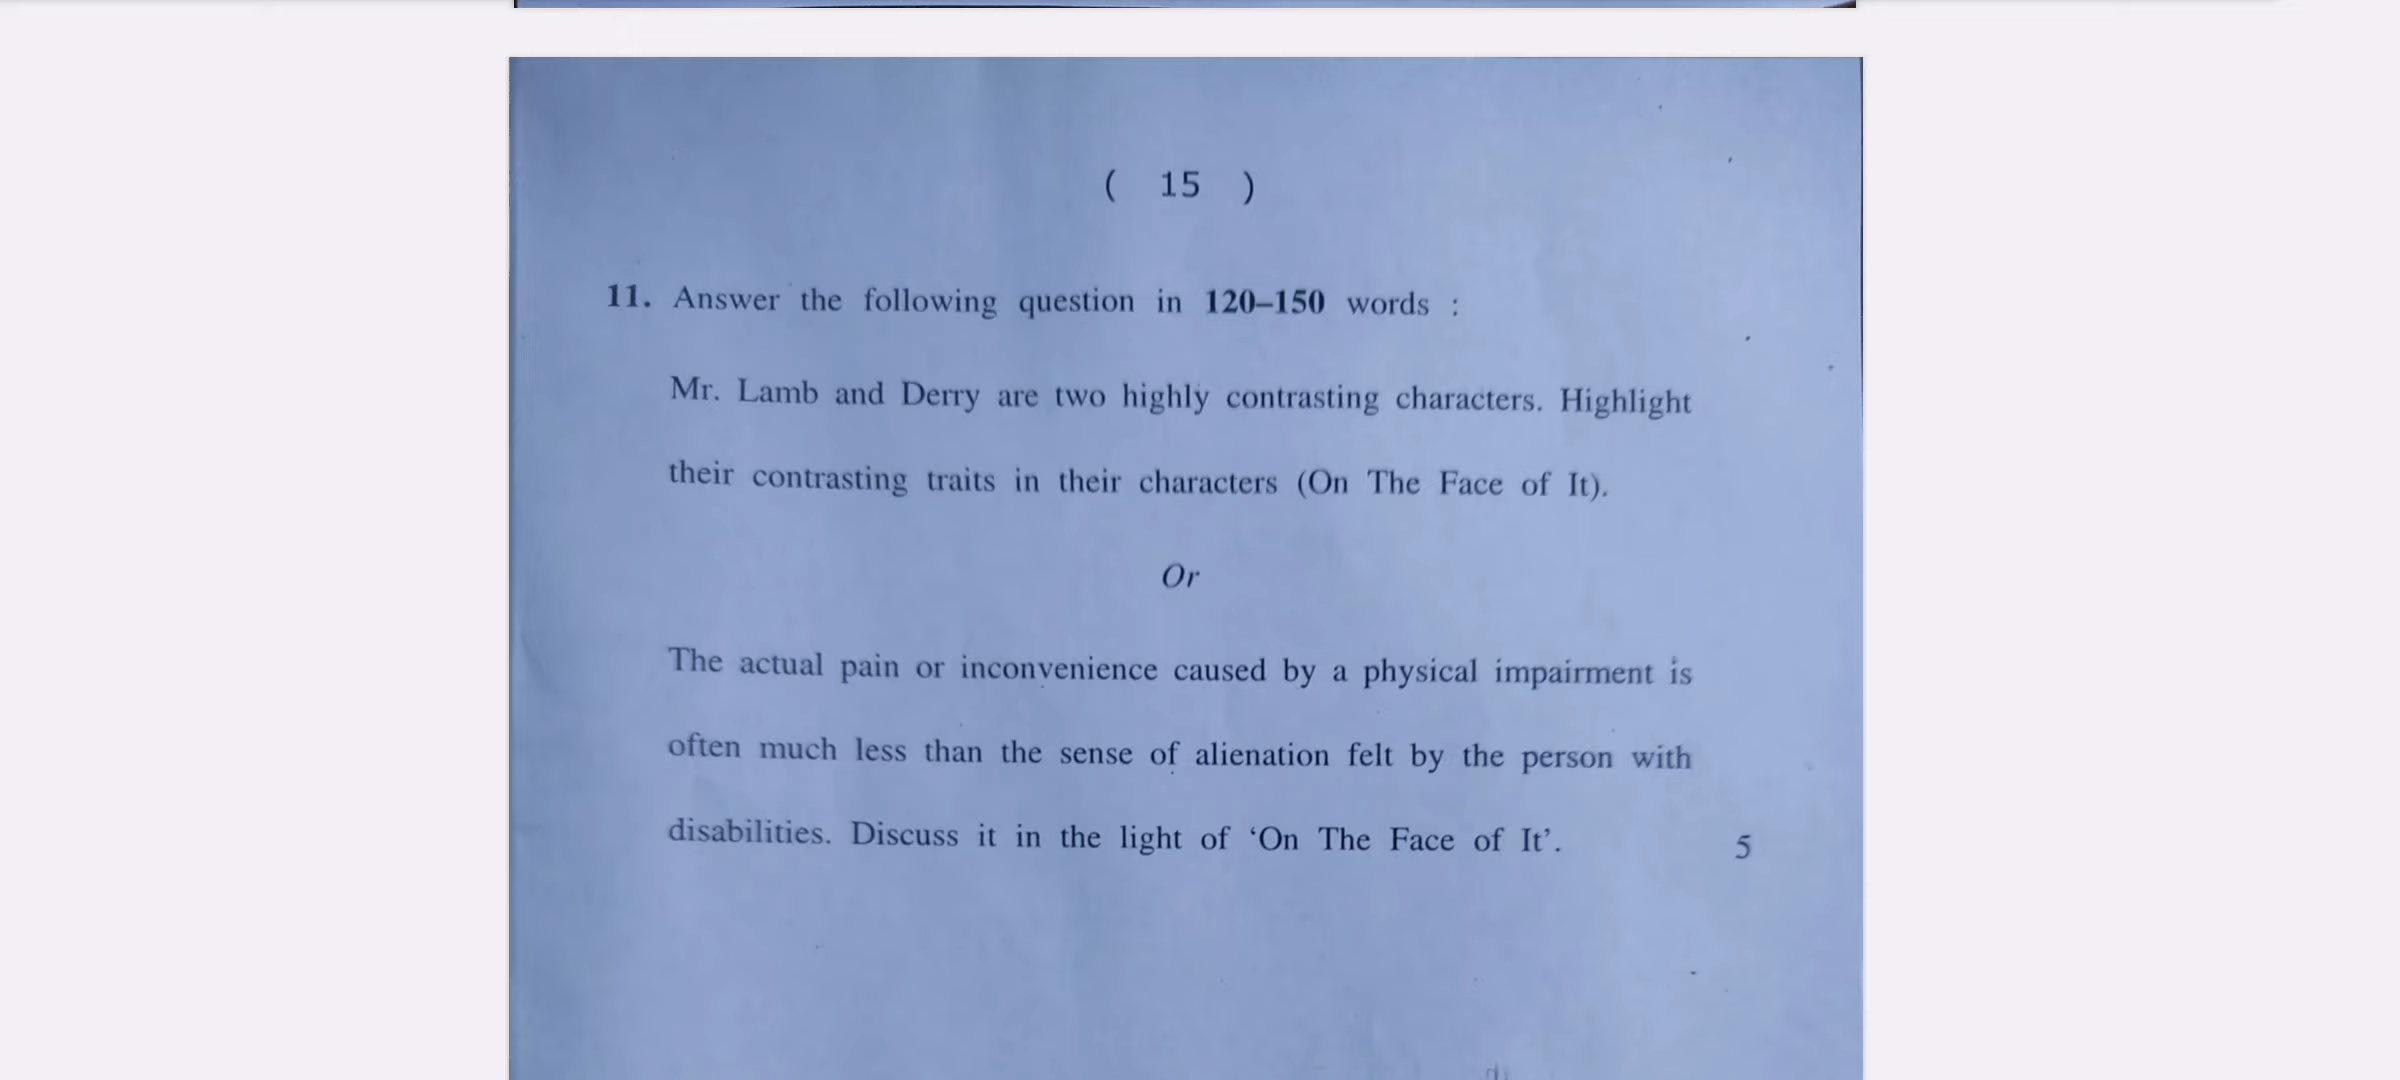 ( 15 )
11. Answer the following question in 120–150 words :
Mr. Lamb and Derry are two highly contrasting characters. Highlight
their contrasting traits in their characters (On The Face of It).
Or
The actual pain or inconvenience caused by a physical impairment is
often much less than the sense of alienation felt by the person with
disabilities. Discuss it in the light of ‘On The Face of It’. 5